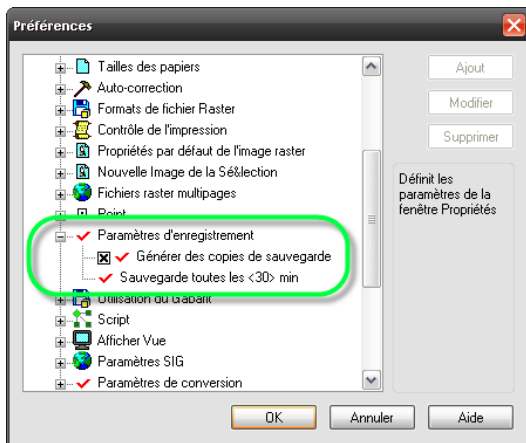 Préférences
Tailles des papiers
Auto-correction
Formats de fichier Raster
Contrôle de l'impression
Propriétés par défaut de l'image raster
Nouvelle Image de la Sé&lection
Fichiers raster multipages
Point
Paramètres d'enregistrement
Générer des copies de sauvegarde
Sauvegarde toutes les <30> min
Utilisation du Gabarit
Script
Afficher Vue
Paramètres SIG
Paramètres de conversion
Ajout
Modifier
Supprimer
Définit les
paramètres de la
fenêtre Propriétés
OK
Annuler
Aide